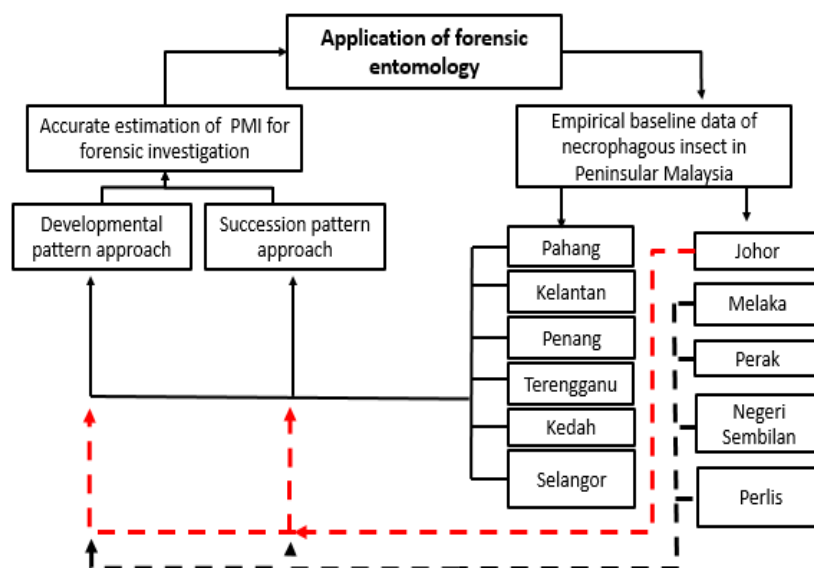 Application of forensic
entomology
Accurate estimation of PMI for
forensic investigation
Empirical baseline data of
necrophagous insect in
Peninsular Malaysia
Developmental
pattern approach
Succession pattern
approach
Pahang
Kelantan
Penang
Terengganu
Kedah
Selangor
Johor
Melaka
Perak
Negeri
Sembilan
Perlis